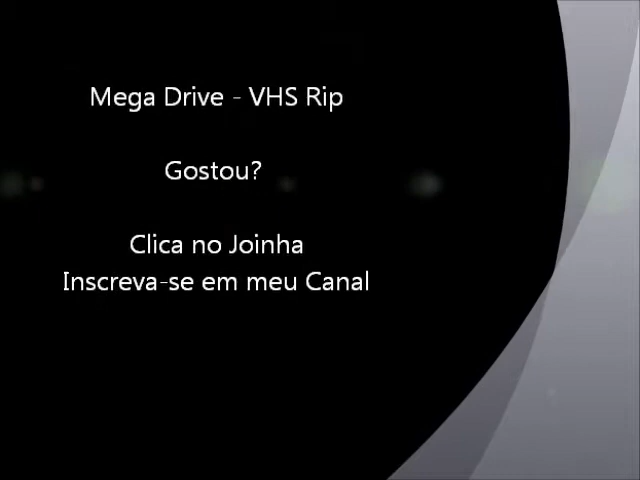 Mega Drive - VHS Rip
Gostou?
Clica no Joinha
Inscreva-se em meu Canal